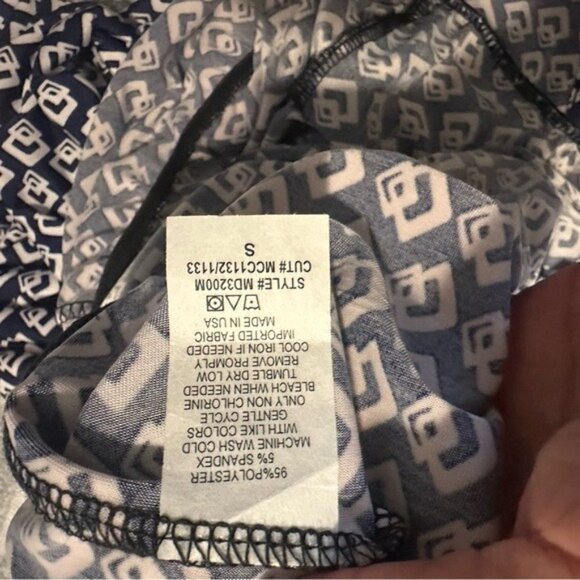 95%POLYESTER
5% SPANDEX
MACHINE WASH COLD
WITH LIKE COLORS
GENTLE CYCLE
ONLY NON CHLORINE
BLEACH WHEN NEEDED
TUMBLE DRY LOW
REMOVE PROMPLY
COOL IRON IF NEEDED
IMPORTED FABRIC
MADE IN USA
STYLE# MD3200M
CUT# MCC1132/1133
S